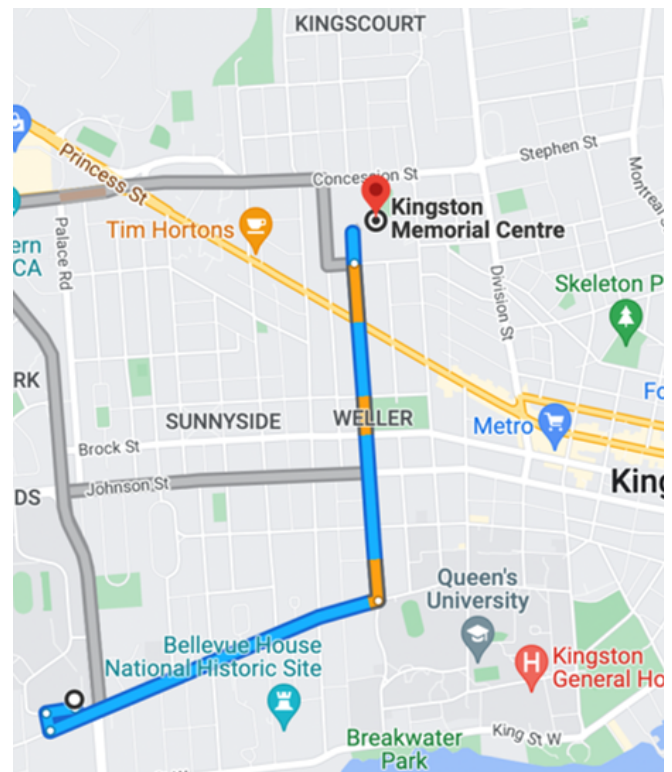 KINGSCOURT
Princess St
Concession St
Stephen St
Montrea
Tim Hortons
Kingston
Memorial Centre
ern
CA
Palace Rd
Division St
Skeleton P
RK
SUNNYSIDE
WELLER
Fo
Metro
Brock St
DS
Johnson St
King
Queen's
University
Bellevue House
National Historic Site
H
Kingston
General Ho
King St W
Breakwater
Park